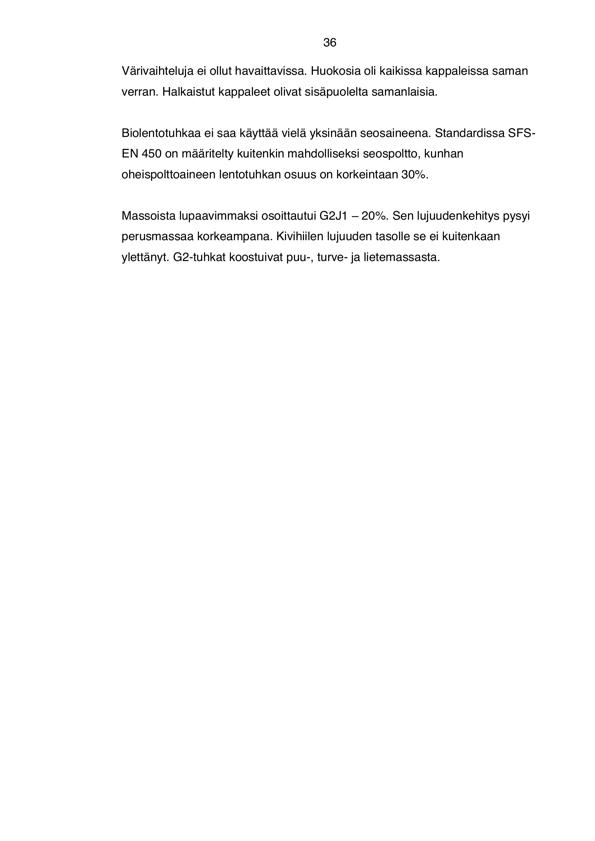 36
Värivaihteluja ei ollut havaittavissa. Huokosia oli kaikissa kappaleissa saman
verran. Halkaistut kappaleet olivat sisäpuolelta samanlaisia.
Biolentotuhkaa ei saa käyttää vielä yksinään seosaineena. Standardissa SFS-
EN 450 on määritelty kuitenkin mahdolliseksi seospoltto, kunhan
oheispolttoaineen lentotuhkan osuus on korkeintaan 30%.
Massoista lupaavimmaksi osoittautui G2J1 – 20%. Sen lujuudenkehitys pysyi
perusmassaa korkeampana. Kivihiilen lujuuden tasolle se ei kuitenkaan
ylettänyt. G2-tuhkat koostuivat puu-, turve- ja lietemassasta.